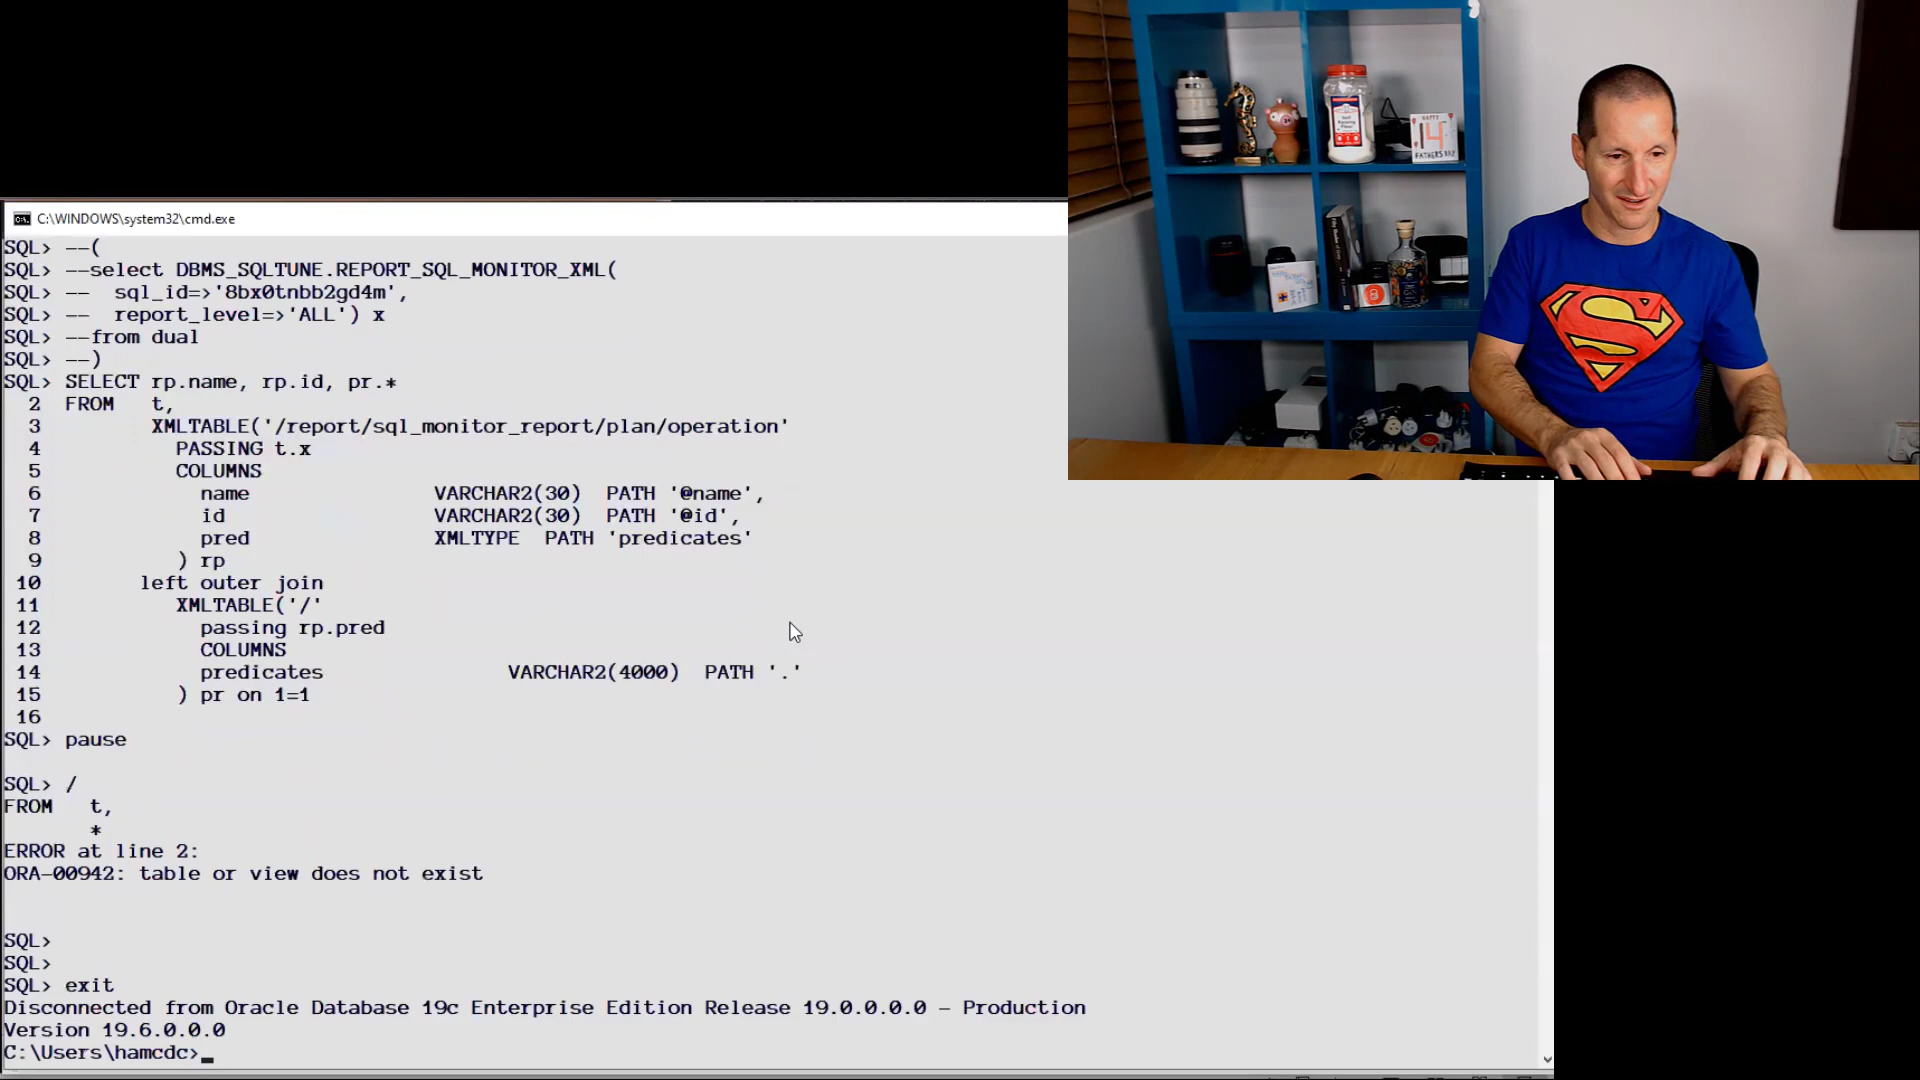 C:\WINDOWS\system32\cmd.exe
SQL> --(
SQL> --select DBMS_SQLTUNE.REPORT_SQL_MONITOR_XML(
SQL> --  sql_id=>'8bx0tnbb2gd4m',
SQL> --  report_level=>'ALL') x
SQL> --from dual
SQL> --)
SQL> SELECT rp.name, rp.id, pr.*
2  FROM   t,
3         XMLTABLE('/report/sql_monitor_report/plan/operation'
4           PASSING t.x
5           COLUMNS
6             name               VARCHAR2(30)  PATH '@name',
7             id                 VARCHAR2(30)  PATH '@id',
8             pred               XMLTYPE  PATH 'predicates'
9           ) rp
10        left outer join
11           XMLTABLE('/'
12             passing rp.pred
13             COLUMNS
14             predicates               VARCHAR2(4000)  PATH '.'
15           ) pr on 1=1
16
SQL> pause
SQL> /
FROM   t,
*
ERROR at line 2:
ORA-00942: table or view does not exist
SQL>
SQL>
SQL> exit
Disconnected from Oracle Database 19c Enterprise Edition Release 19.0.0.0.0 - Production
Version 19.6.0.0.0
C:\Users\hamcdc>
HAPPY
14
FATHERS DAY
S